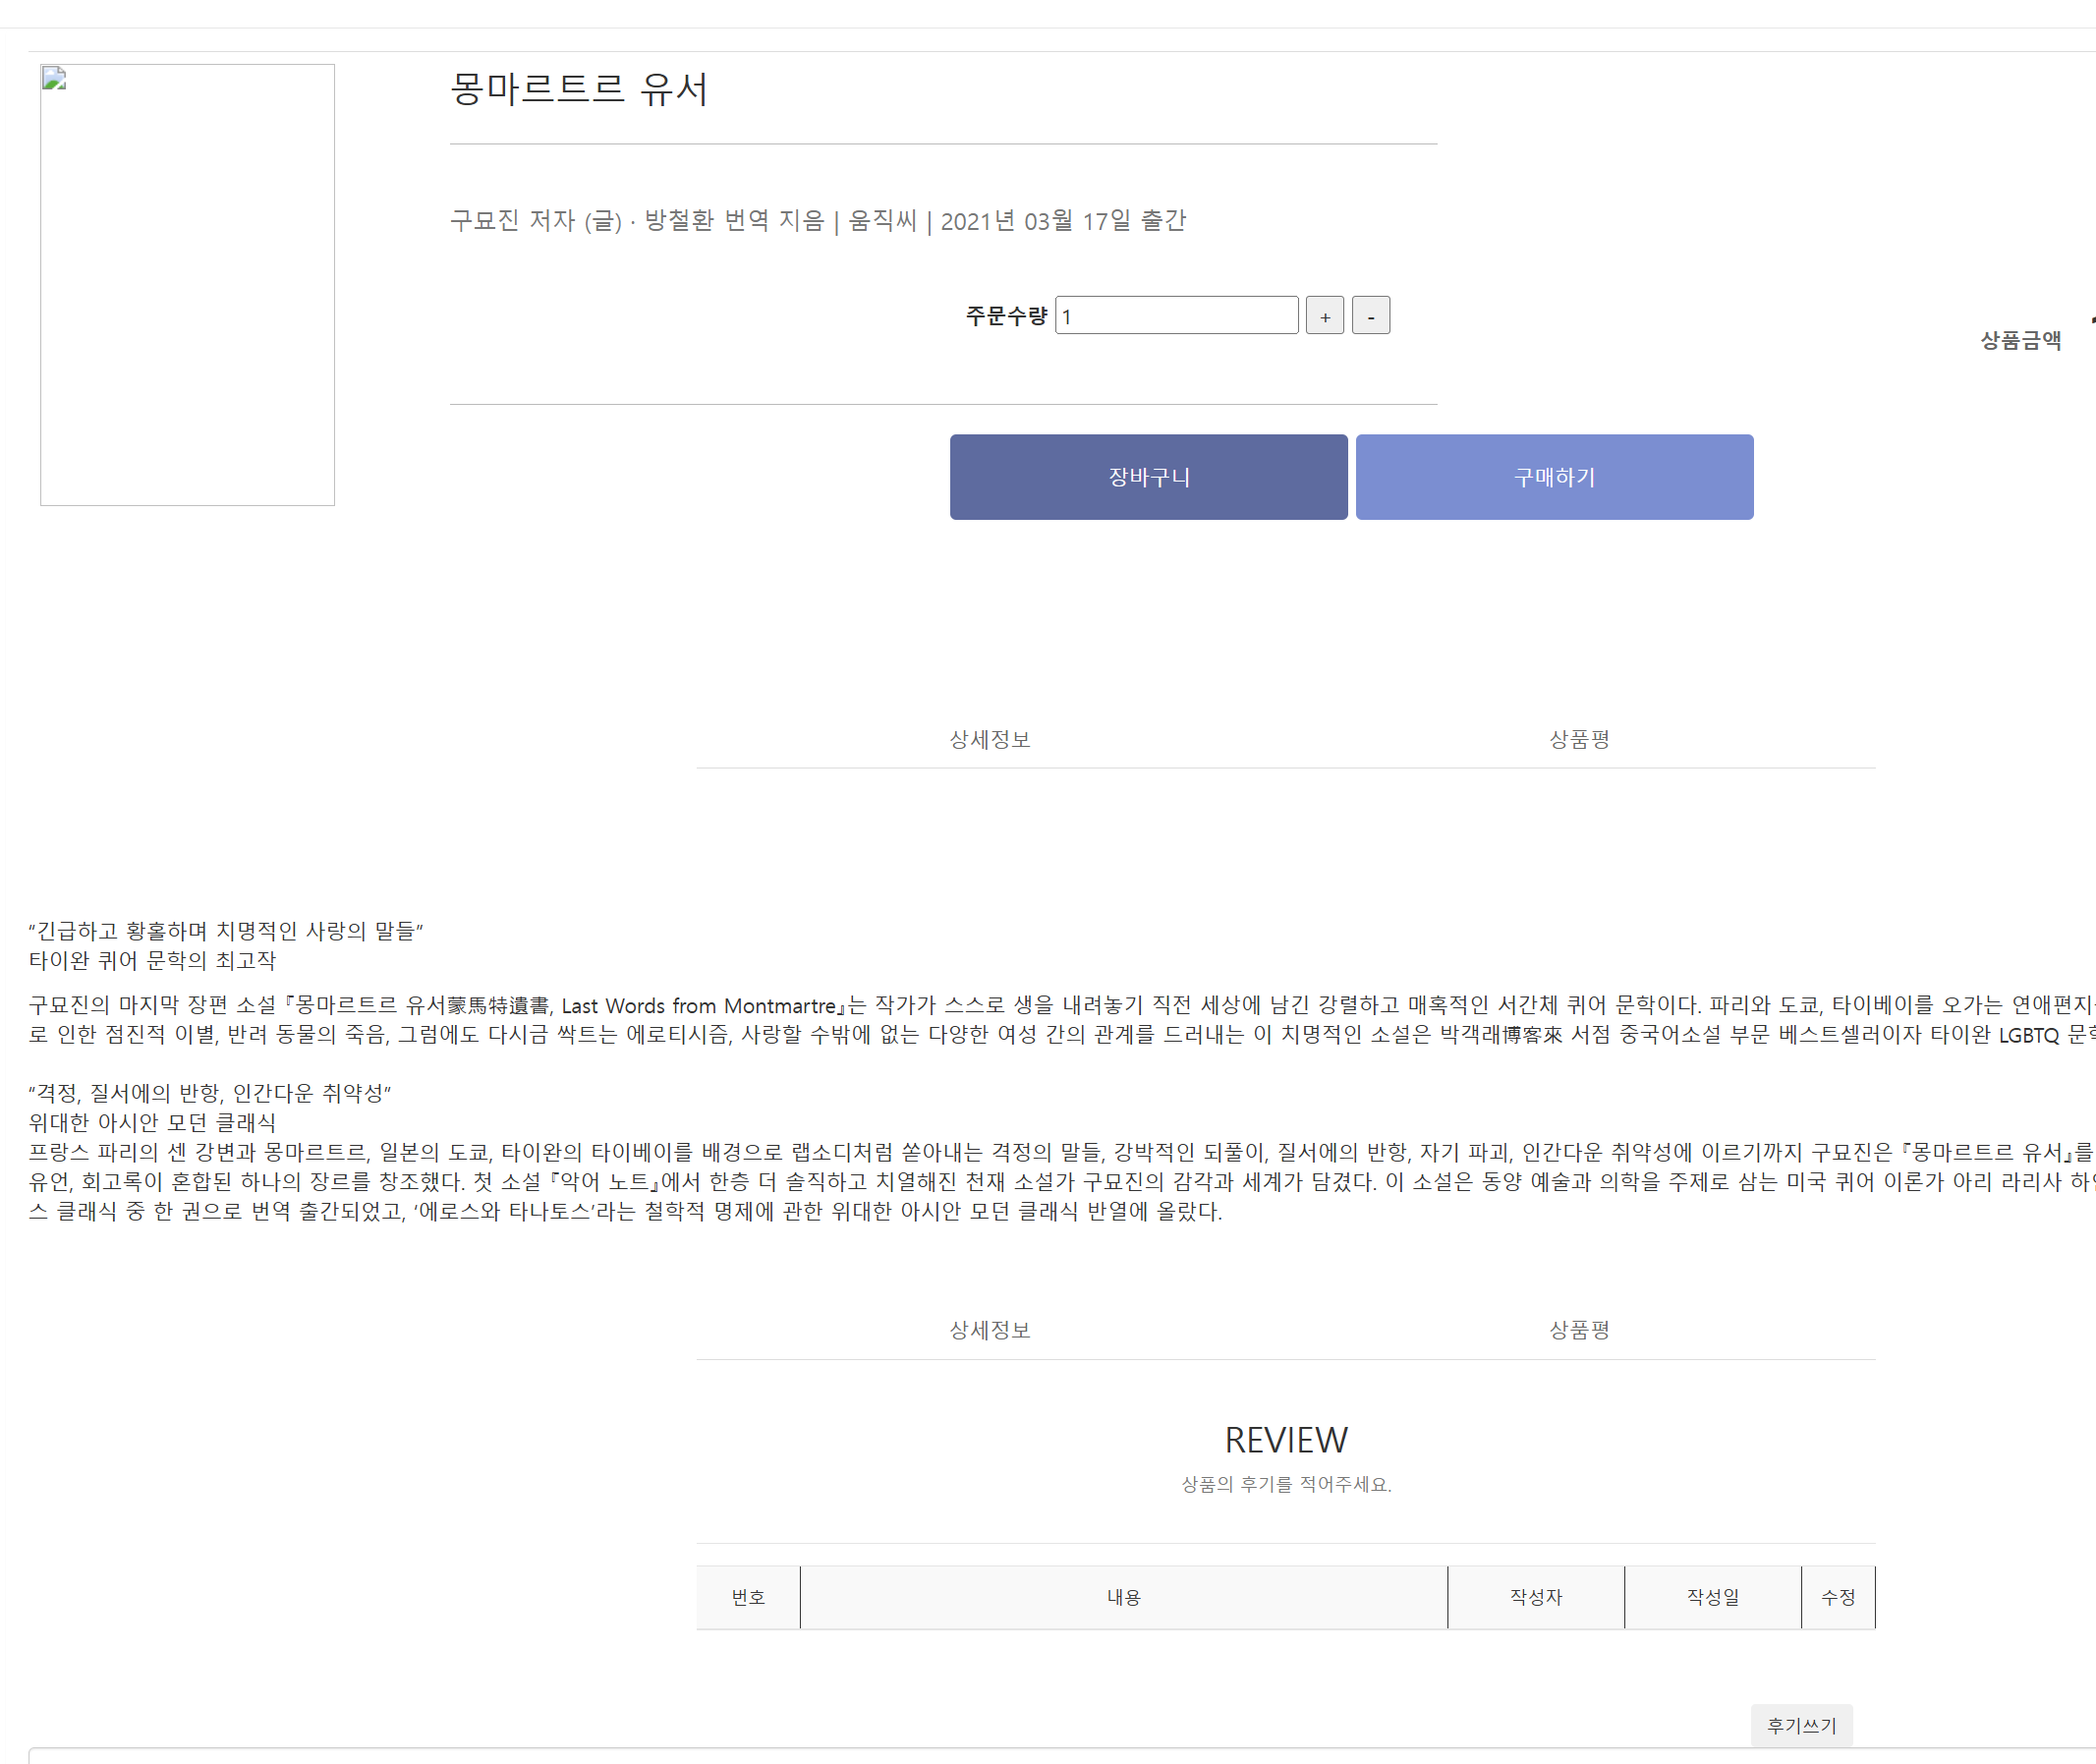 몽마르트르 유서
구묘진 저자 (글) · 방철환 번역 지음 | 움직씨 | 2021년 03월 17일 출간
주문수량 1 + -
상품금액
장바구니 구매하기
상세정보 상품평
“긴급하고 황홀하며 치명적인 사랑의 말들”
타이완 퀴어 문학의 최고작
구묘진의 마지막 장편 소설 『몽마르트르 유서蒙馬特遺書, Last Words from Montmartre』는 작가가 스스로 생을 내려놓기 직전 세상에 남긴 강렬하고 매혹적인 서간체 퀴어 문학이다. 파리와 도쿄, 타이베이를 오가는 연애편지
로 인한 점진적 이별, 반려 동물의 죽음, 그럼에도 다시금 싹트는 에로티시즘, 사랑할 수밖에 없는 다양한 여성 간의 관계를 드러내는 이 치명적인 소설은 박객래博客來 서점 중국어소설 부문 베스트셀러이자 타이완 LGBTQ 문학
“격정, 질서에의 반항, 인간다운 취약성”
위대한 아시안 모던 클래식
프랑스 파리의 센 강변과 몽마르트르, 일본의 도쿄, 타이완의 타이베이를 배경으로 랩소디처럼 쏟아내는 격정의 말들, 강박적인 되풀이, 질서에의 반항, 자기 파괴, 인간다운 취약성에 이르기까지 구묘진은 『몽마르트르 유서』를
유언, 회고록이 혼합된 하나의 장르를 창조했다. 첫 소설 『악어 노트』에서 한층 더 솔직하고 치열해진 천재 소설가 구묘진의 감각과 세계가 담겼다. 이 소설은 동양 예술과 의학을 주제로 삼는 미국 퀴어 이론가 아리 라리사
스 클래식 중 한 권으로 번역 출간되었고, ‘에로스와 타나토스’라는 철학적 명제에 관한 위대한 아시안 모던 클래식 반열에 올랐다.
상세정보 상품평
REVIEW
상품의 후기를 적어주세요.
번호 내용 작성자 작성일 수정
후기쓰기